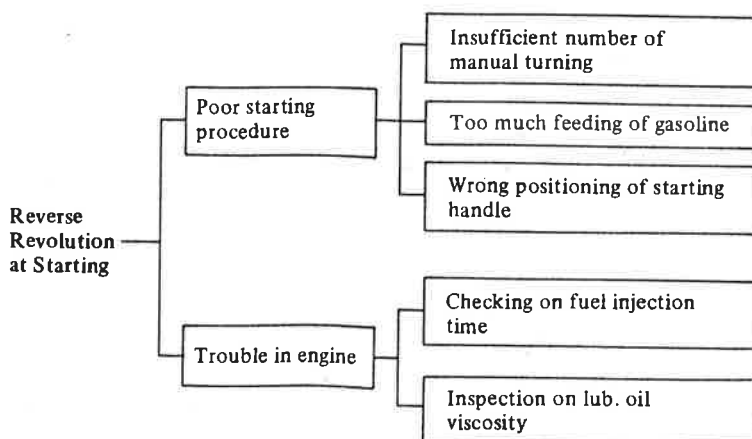 Insufficient number of
manual turning
Poor starting
procedure
Too much feeding of gasoline
Wrong positioning of starting
handle
Reverse
Revolution
at Starting
Checking on fuel injection
time
Trouble in engine
Inspection on lub. oil
viscosity